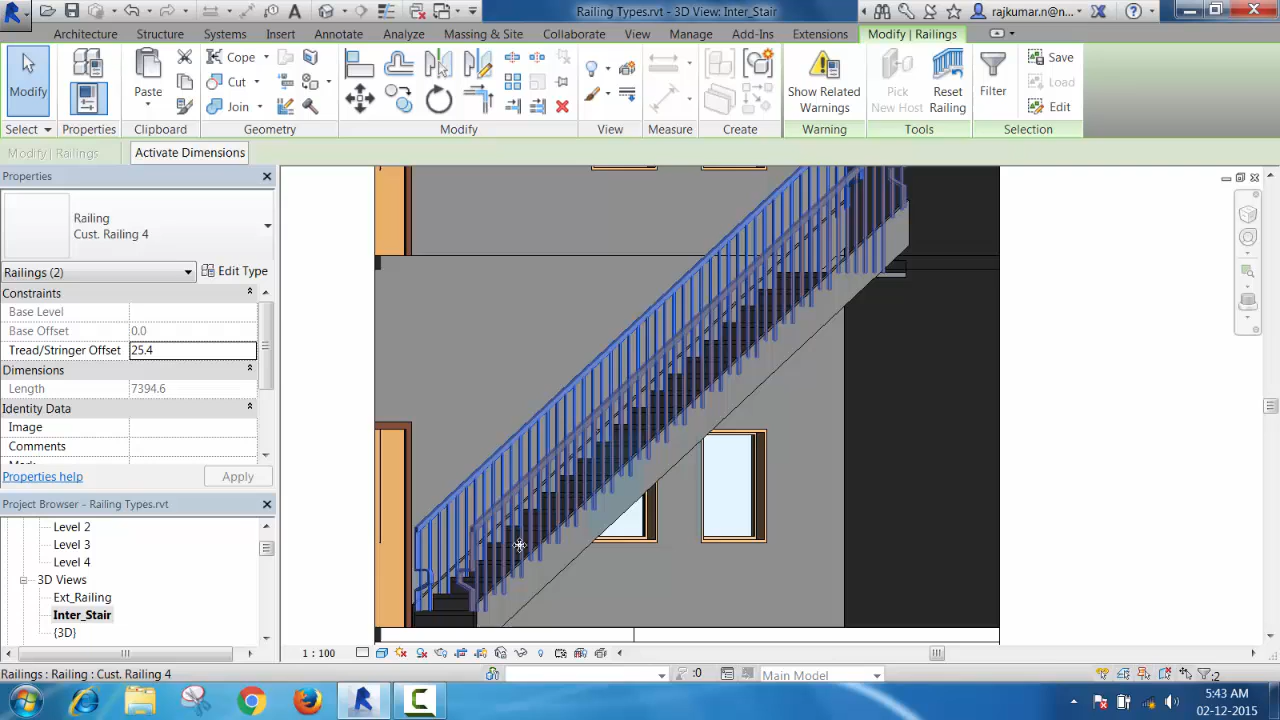 Railing Types.rvt - 3D View: Inter_Stair
rajkumar.n@n...
Architecture Structure Systems Insert Annotate Analyze Massing & Site Collaborate View Manage Add-Ins Extensions Modify | Railings
Modify
Paste
Cope
Cut
Join
Show Related Warnings
Pick New Host
Reset Railing
Filter
Save
Load
Edit
Select Properties Clipboard Geometry Modify View Measure Create Warning Tools Selection
Modify | Railings
Activate Dimensions
Properties
Railing
Cust. Railing 4
Railings (2)
Edit Type
Constraints
Base Level
Base Offset 0.0
Tread/Stringer Offset 25.4
Dimensions
Length 7394.6
Identity Data
Image
Comments
Properties help
Apply
Project Browser - Railing Types.rvt
Level 2
Level 3
Level 4
3D Views
Ext_Railing
Inter_Stair
{3D}
1 : 100
Railings : Railing : Cust. Railing 4
:0
Main Model
:2
5:43 AM
02-12-2015